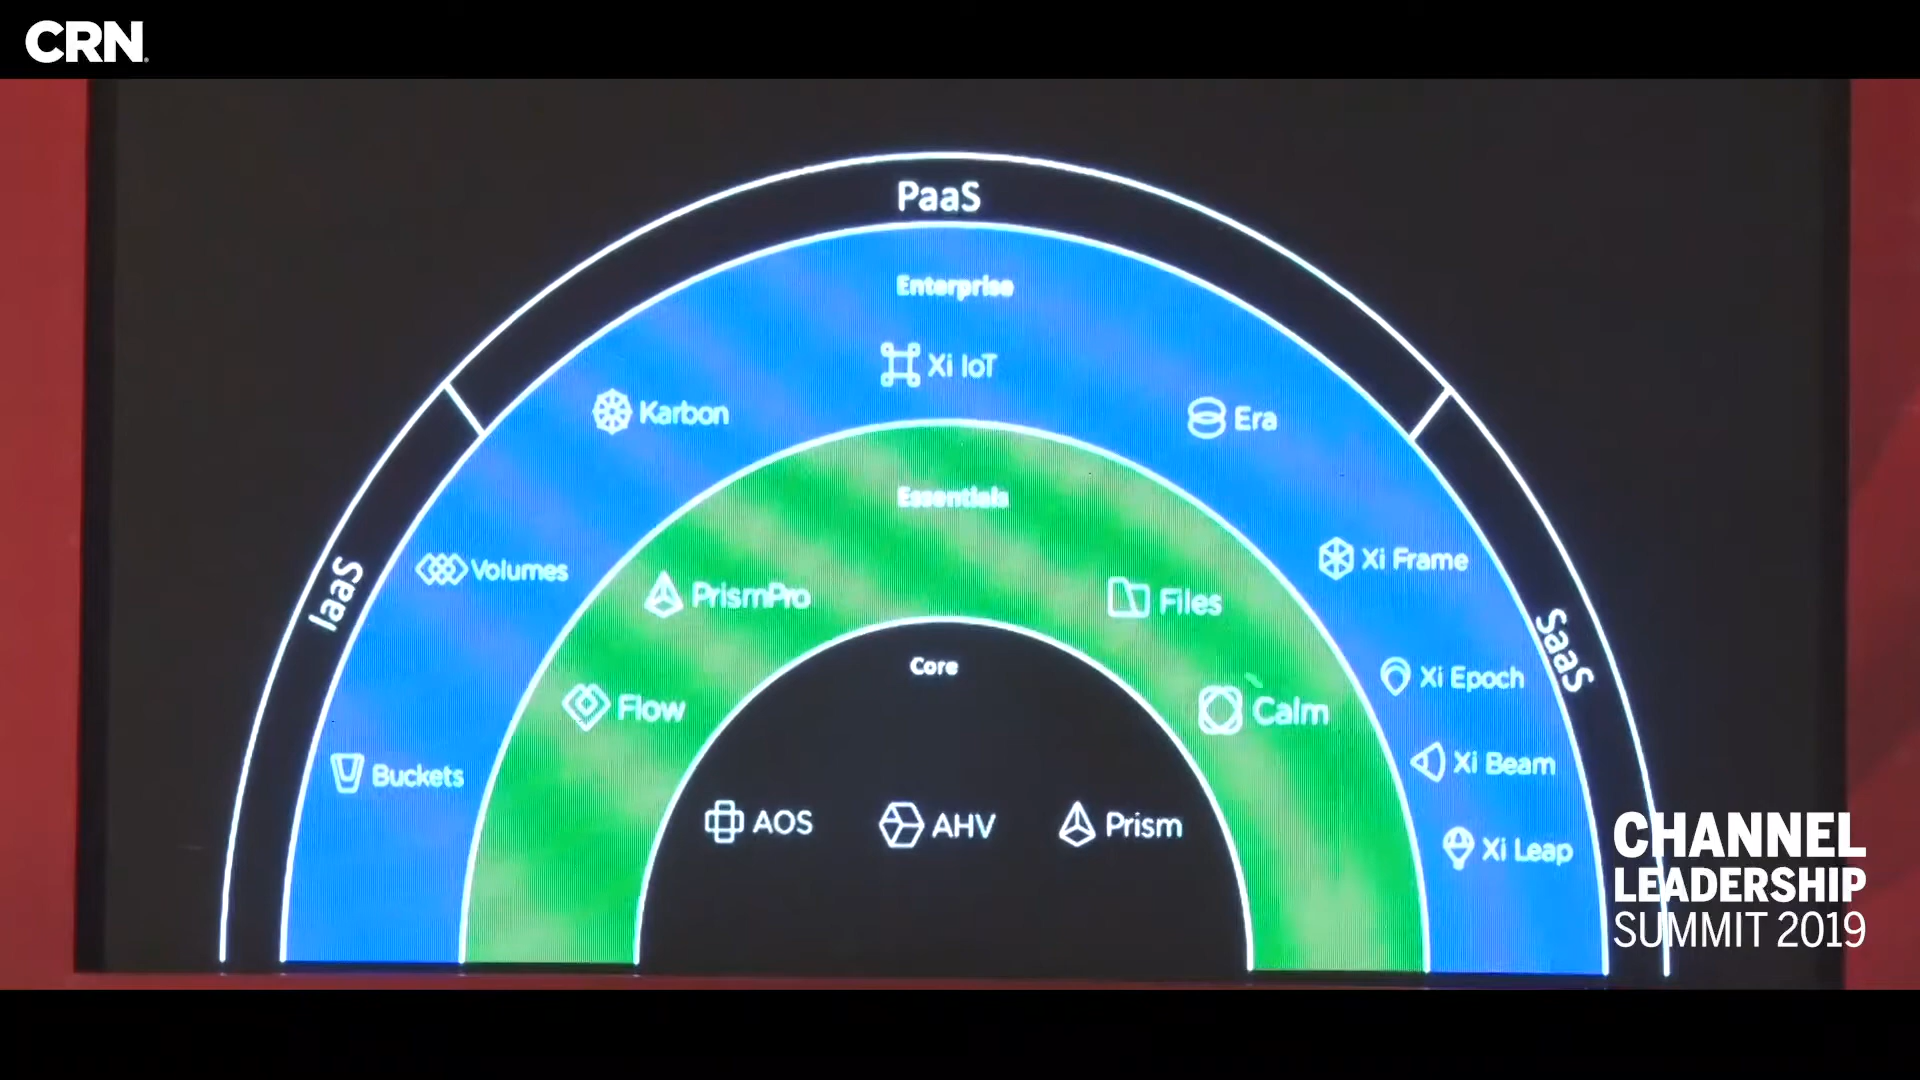 CRN
PaaS
Enterprise
Xi IoT
Karbon
Era
Essentials
Volumes
Xi Frame
IaaS
PrismPro
Files
SaaS
Core
Xi Epoch
Flow
Calm
Buckets
Xi Beam
AOS
AHV
Prism
Xi Leap
CHANNEL
LEADERSHIP
SUMMIT 2019